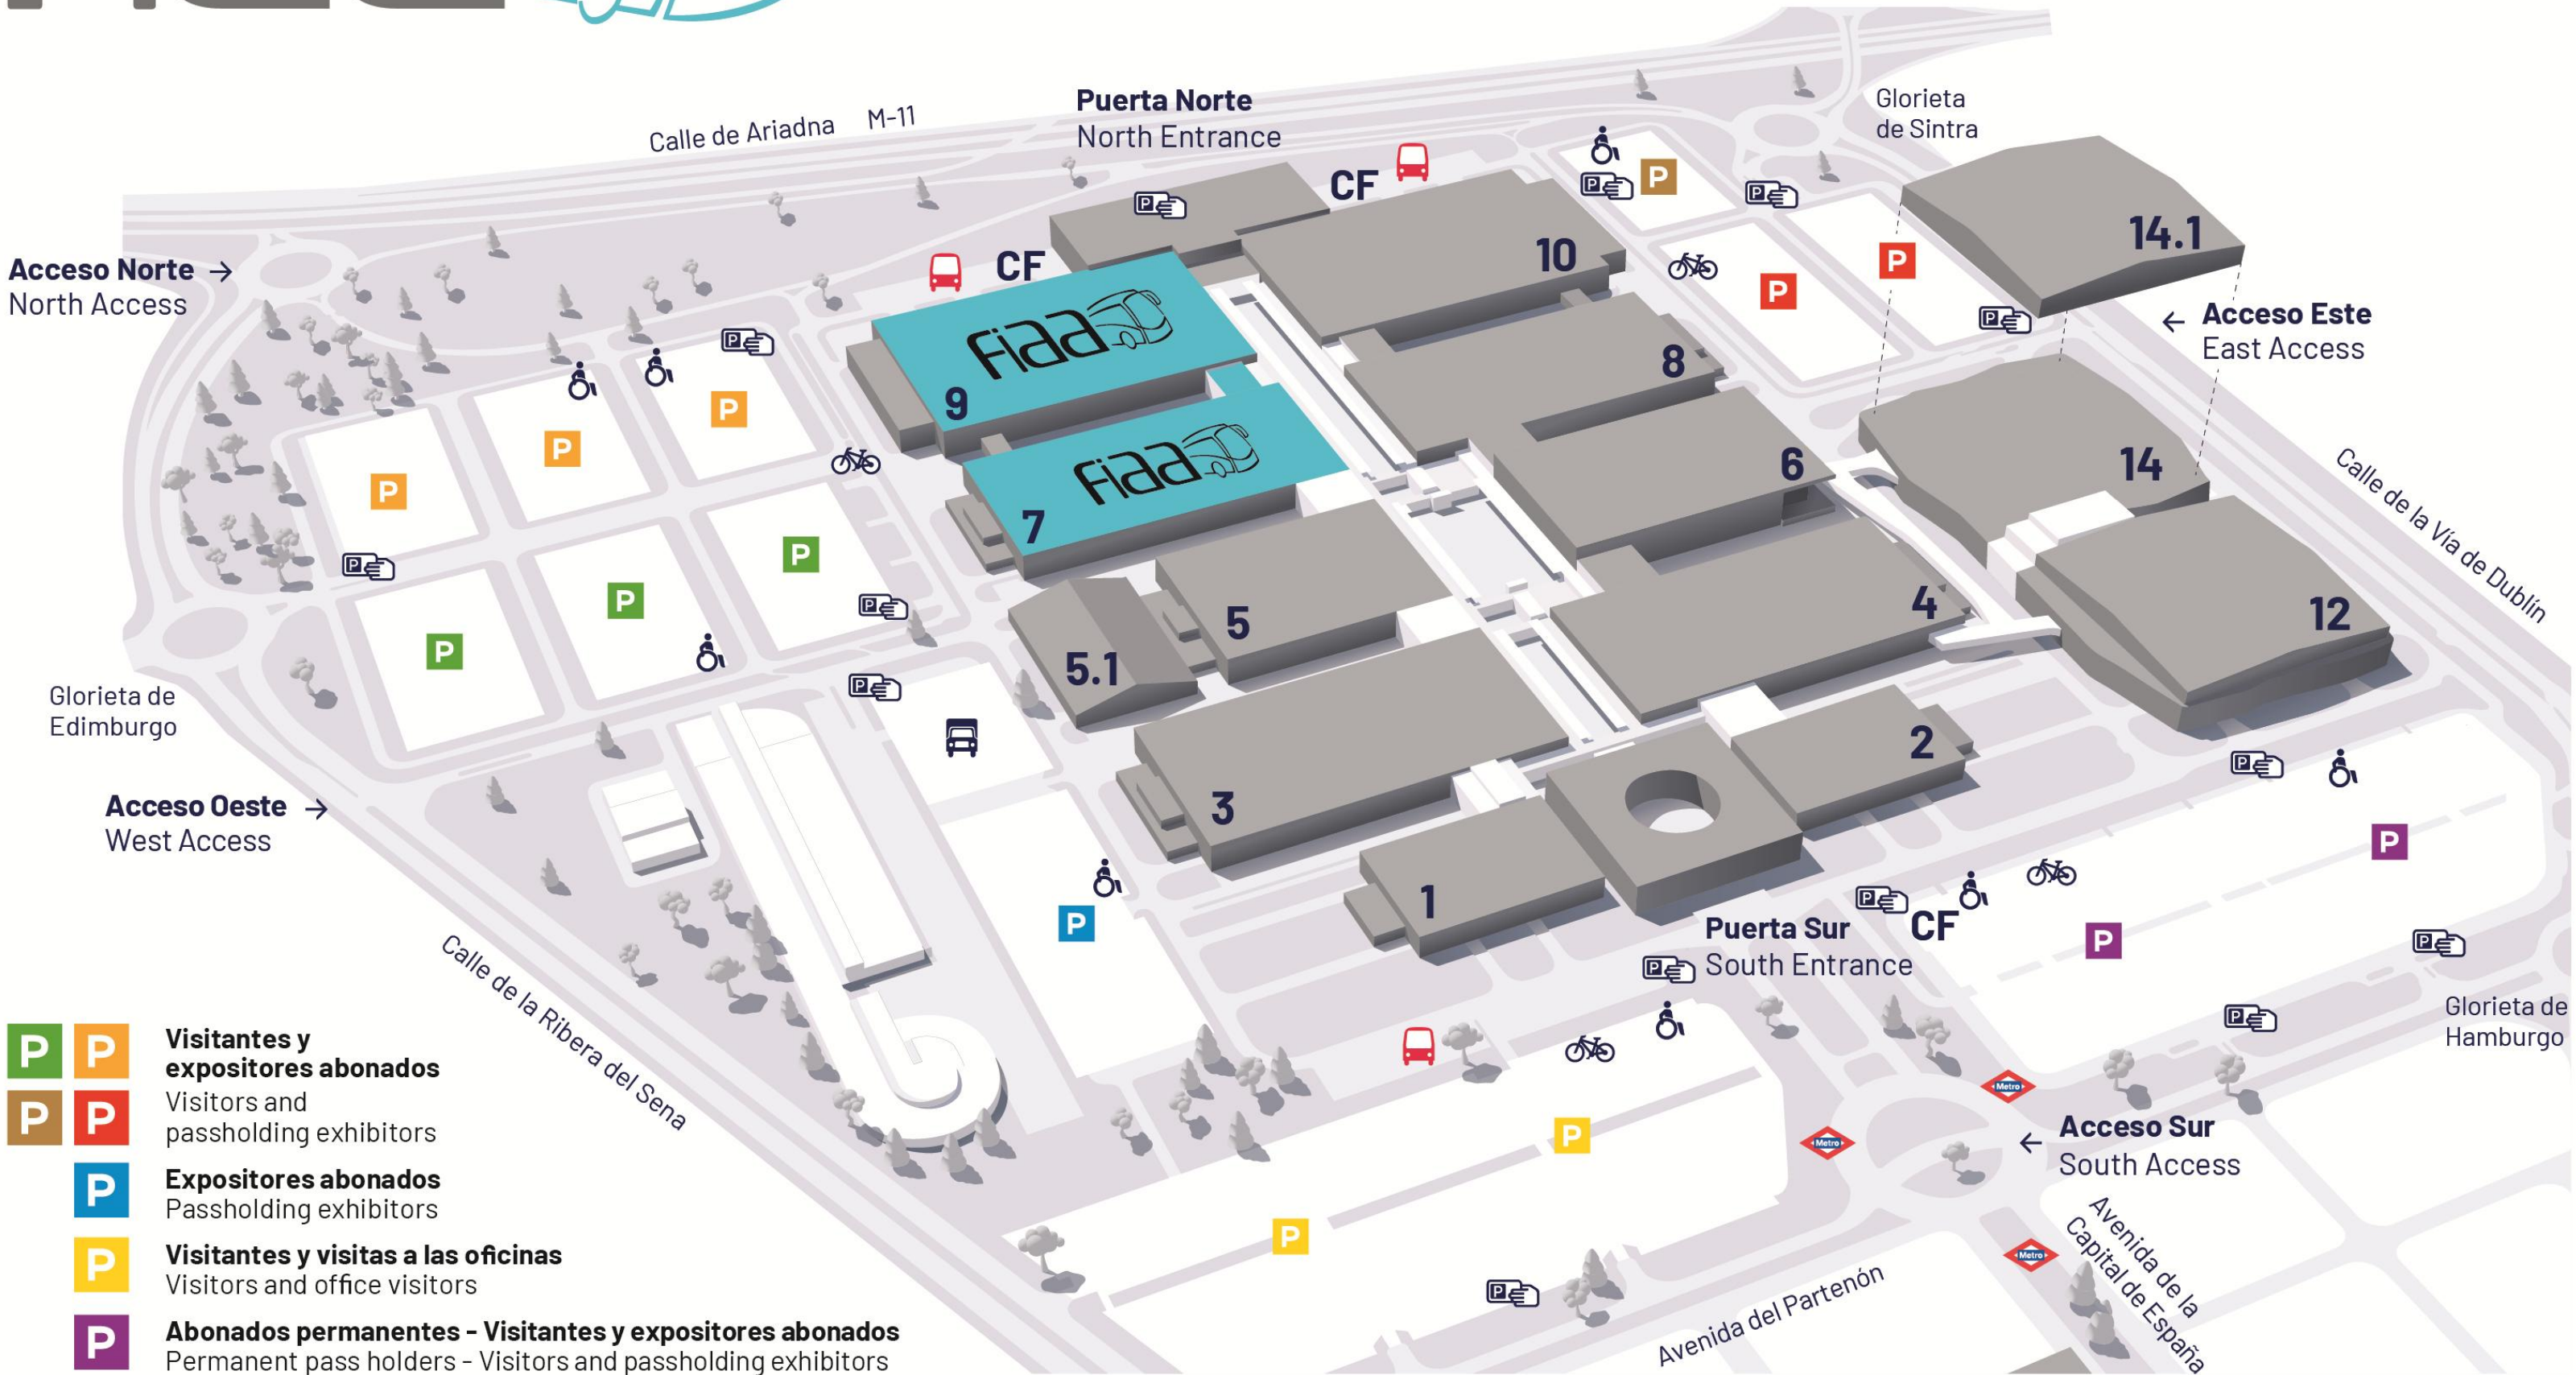 Puerta Norte
North Entrance
Calle de Ariadna M-11
Glorieta
de Sintra
CF
P
P
P
10
14.1
P
P
Acceso Norte →
North Access
CF
P
← Acceso Este
East Access
fiaa
9
8
P
P
P
P
fiaa
7
6
14
Calle de la Vía de Dublín
P
P
P
P
P
5
5.1
4
12
P
Glorieta de
Edimburgo
2
P
Acceso Oeste →
West Access
3
P
1
P
P
CF
Puerta Sur
South Entrance
P
P
P
Calle de la Ribera del Sena
P
Glorieta de
Hamburgo
Metro
Metro
P
← Acceso Sur
South Access
P
Metro
P
Avenida del Partenón
Avenida de la
Capital de España
P P Visitantes y
expositores abonados
P P Visitors and
passholding exhibitors
P Expositores abonados
Passholding exhibitors
P Visitantes y visitas a las oficinas
Visitors and office visitors
P Abonados permanentes - Visitantes y expositores abonados
Permanent pass holders - Visitors and passholding exhibitors